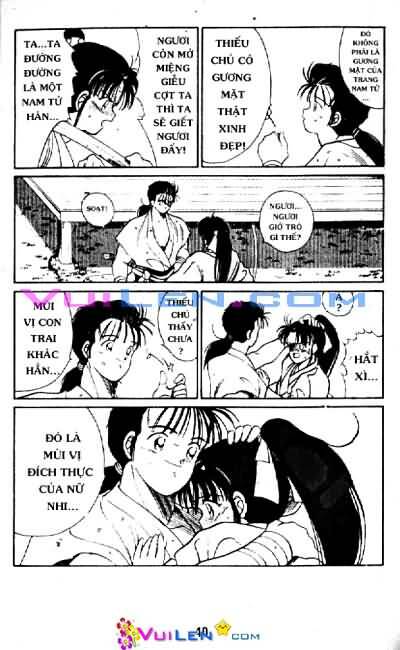 ĐÓ
KHÔNG
PHẢI LÀ
GƯƠNG
MẶT CỦA
TRANG
NAM TỬ
THIẾU
CHỦ CÓ
GƯƠNG
MẶT
THẬT
XINH
ĐẸP!
NGƯƠI
CÒN MỞ
MIỆNG
GIỄU
CỢT TA
THÌ TA
SẼ GIẾT
NGƯƠI
ĐẤY!
TA...TA
ĐƯỜNG
ĐƯỜNG
LÀ MỘT
NAM TỬ
HÁN...
NGƯƠI...
NGƯƠI
GIỞ TRÒ
GÌ THẾ?
SOẠT!
A
?
HẮT
XÌ...
THIẾU
CHỦ
THẤY
CHƯA
?
MÙI
VỊ CON
TRAI
KHÁC
HẲN...
VUILEN.COM
ĐÓ LÀ
MÙI VỊ
ĐÍCH THỰC
CỦA NỮ
NHI...
10
VUILEN.COM